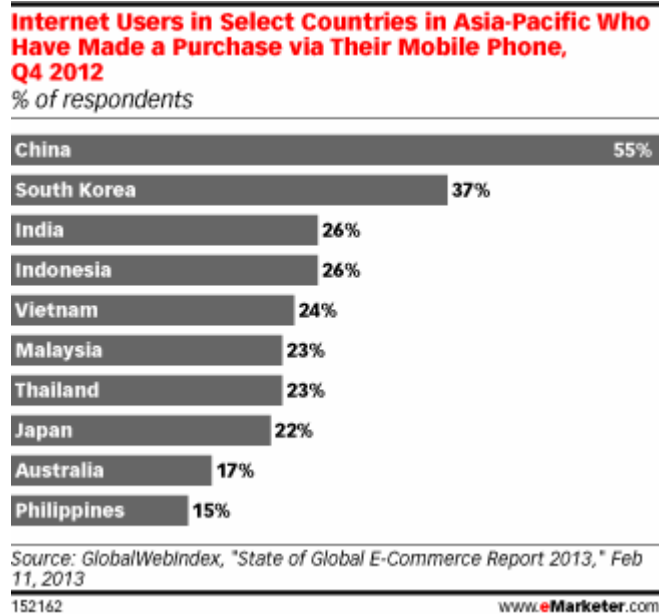 Internet Users in Select Countries in Asia-Pacific Who
Have Made a Purchase via Their Mobile Phone,
Q4 2012
% of respondents
China 55%
South Korea 37%
India 26%
Indonesia 26%
Vietnam 24%
Malaysia 23%
Thailand 23%
Japan 22%
Australia 17%
Philippines 15%
Source: GlobalWebIndex, "State of Global E-Commerce Report 2013," Feb
11, 2013
152162 www.eMarketer.com